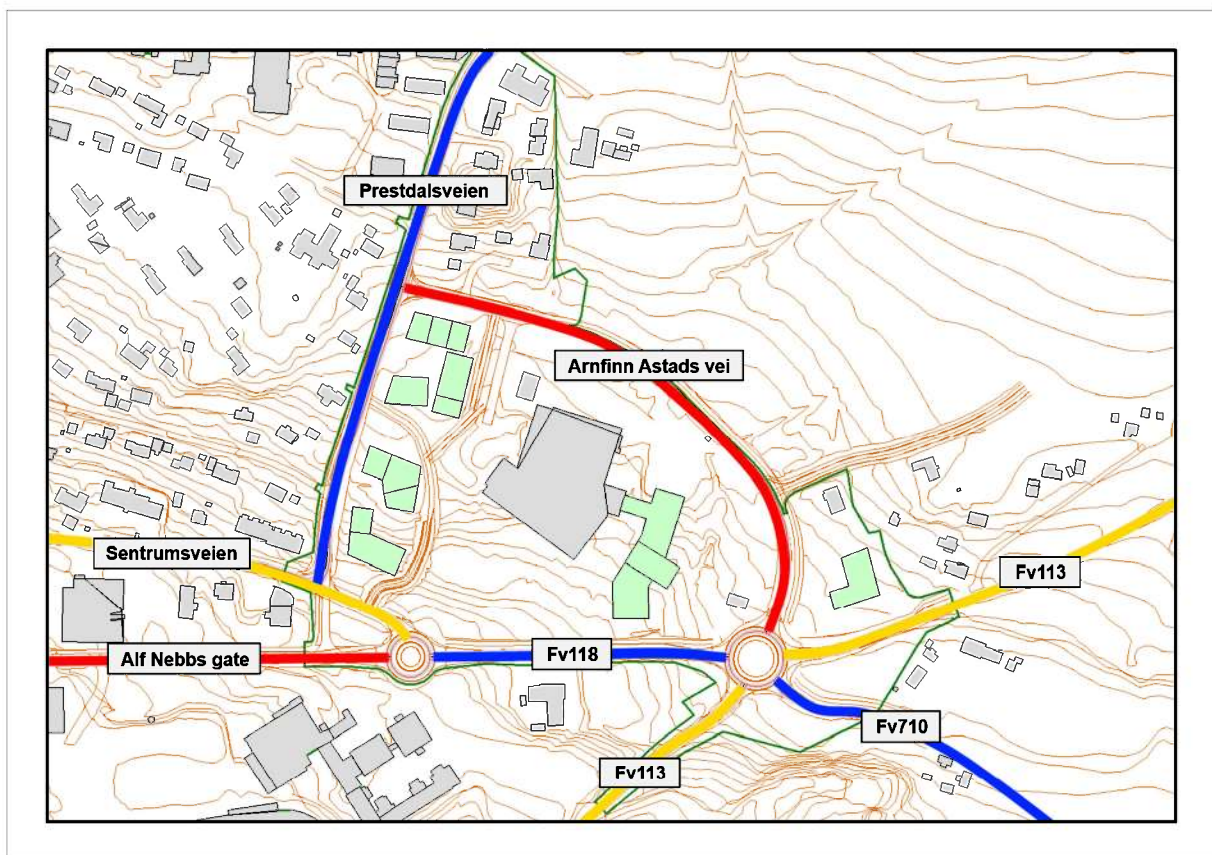 Prestdalsveien
Arnfinn Astads vei
Sentrumsveien
Fv113
Alf Nebbs gate
Fv118
Fv710
Fv113